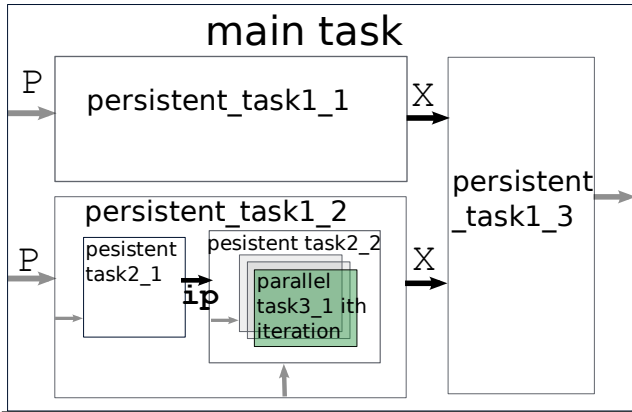 main task
P
persistent_task1_1
X
persistent
_task1_3
persistent_task1_2
P
pesistent
task2_1
ip
pesistent task2_2
parallel
task3_1 ith
iteration
X